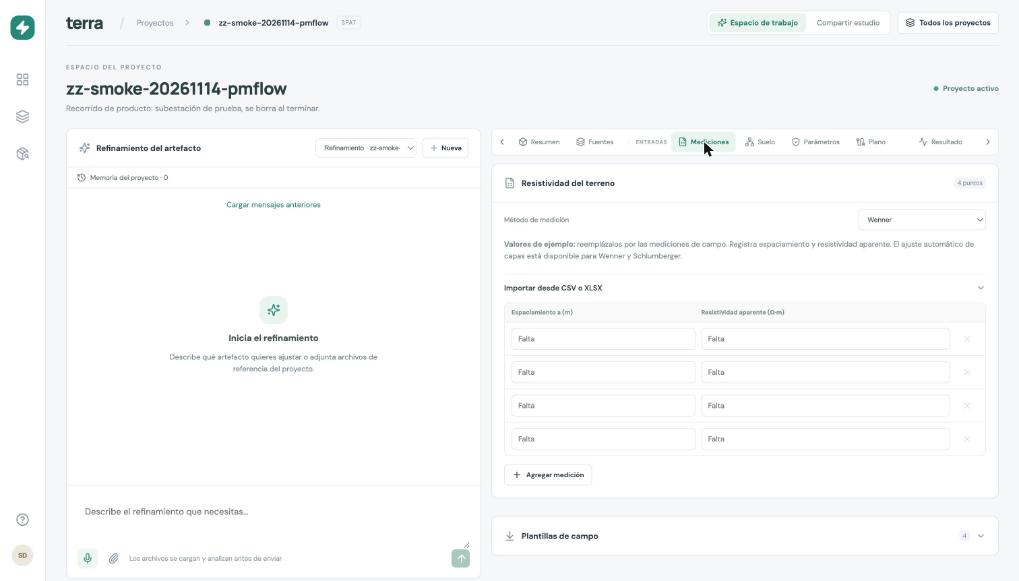 terra
Proyectos
zz-smoke-20261114-pmflow
SPAT
Espacio de trabajo
Compartir estudio
Todos los proyectos
ESPACIO DEL PROYECTO
zz-smoke-20261114-pmflow
Recorrido de producto: subestación de prueba, se borra al terminar.
Proyecto activo
Refinamiento del artefacto
Refinamiento · zz-smoke-
Nueva
Memoria del proyecto · 0
Cargar mensajes anteriores
Inicia el refinamiento
Describe qué artefacto quieres ajustar o adjunta archivos de
referencia del proyecto.
Describe el refinamiento que necesitas...
Los archivos se cargan y analizan antes de enviar
SD
Resumen
Fuentes
ENTRADAS
Mediciones
Suelo
Parámetros
Plano
Resultado
Resistividad del terreno
4 puntos
Método de medición
Wenner
Valores de ejemplo: reemplázalos por las mediciones de campo. Registra espaciamiento y resistividad aparente. El ajuste automático de
capas está disponible para Wenner y Schlumberger.
Importar desde CSV o XLSX
Espaciamiento a (m)
Resistividad aparente (Ω·m)
Falta
Falta
Falta
Falta
Falta
Falta
Falta
Falta
Agregar medición
Plantillas de campo
4